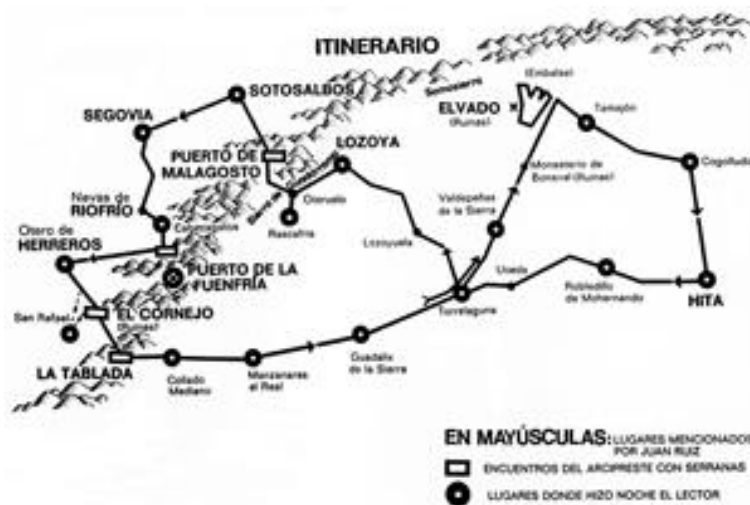 ITINERARIO
Somosierra
(Embalse)
SOTOSALBOS
ELVADO
(Ruinas)
Tamajón
SEGOVIA
PUERTO DE
MALAGOSTO
LOZOYA
Cogolludo
Monasterio de
Bonaval (Ruinas)
Oteruelo
Rascafría
Valdepeñas
de la Sierra
Nevas de
RIOFRÍO
Otero de
HERREROS
Lozoyuela
PUERTO DE LA
FUENFRÍA
Uceda
Robledillo
de Mohernando
HITA
San Rafael
EL CORNEJO
(Ruinas)
Torrelaguna
LA TABLADA
Collado
Mediano
Manzanares
el Real
Guadalix
de la Sierra
EN MAYÚSCULAS: LUGARES MENCIONADOS
POR JUAN RUIZ
ENCUENTROS DEL ARCIPRESTE CON SERRANAS
LUGARES DONDE HIZO NOCHE EL LECTOR